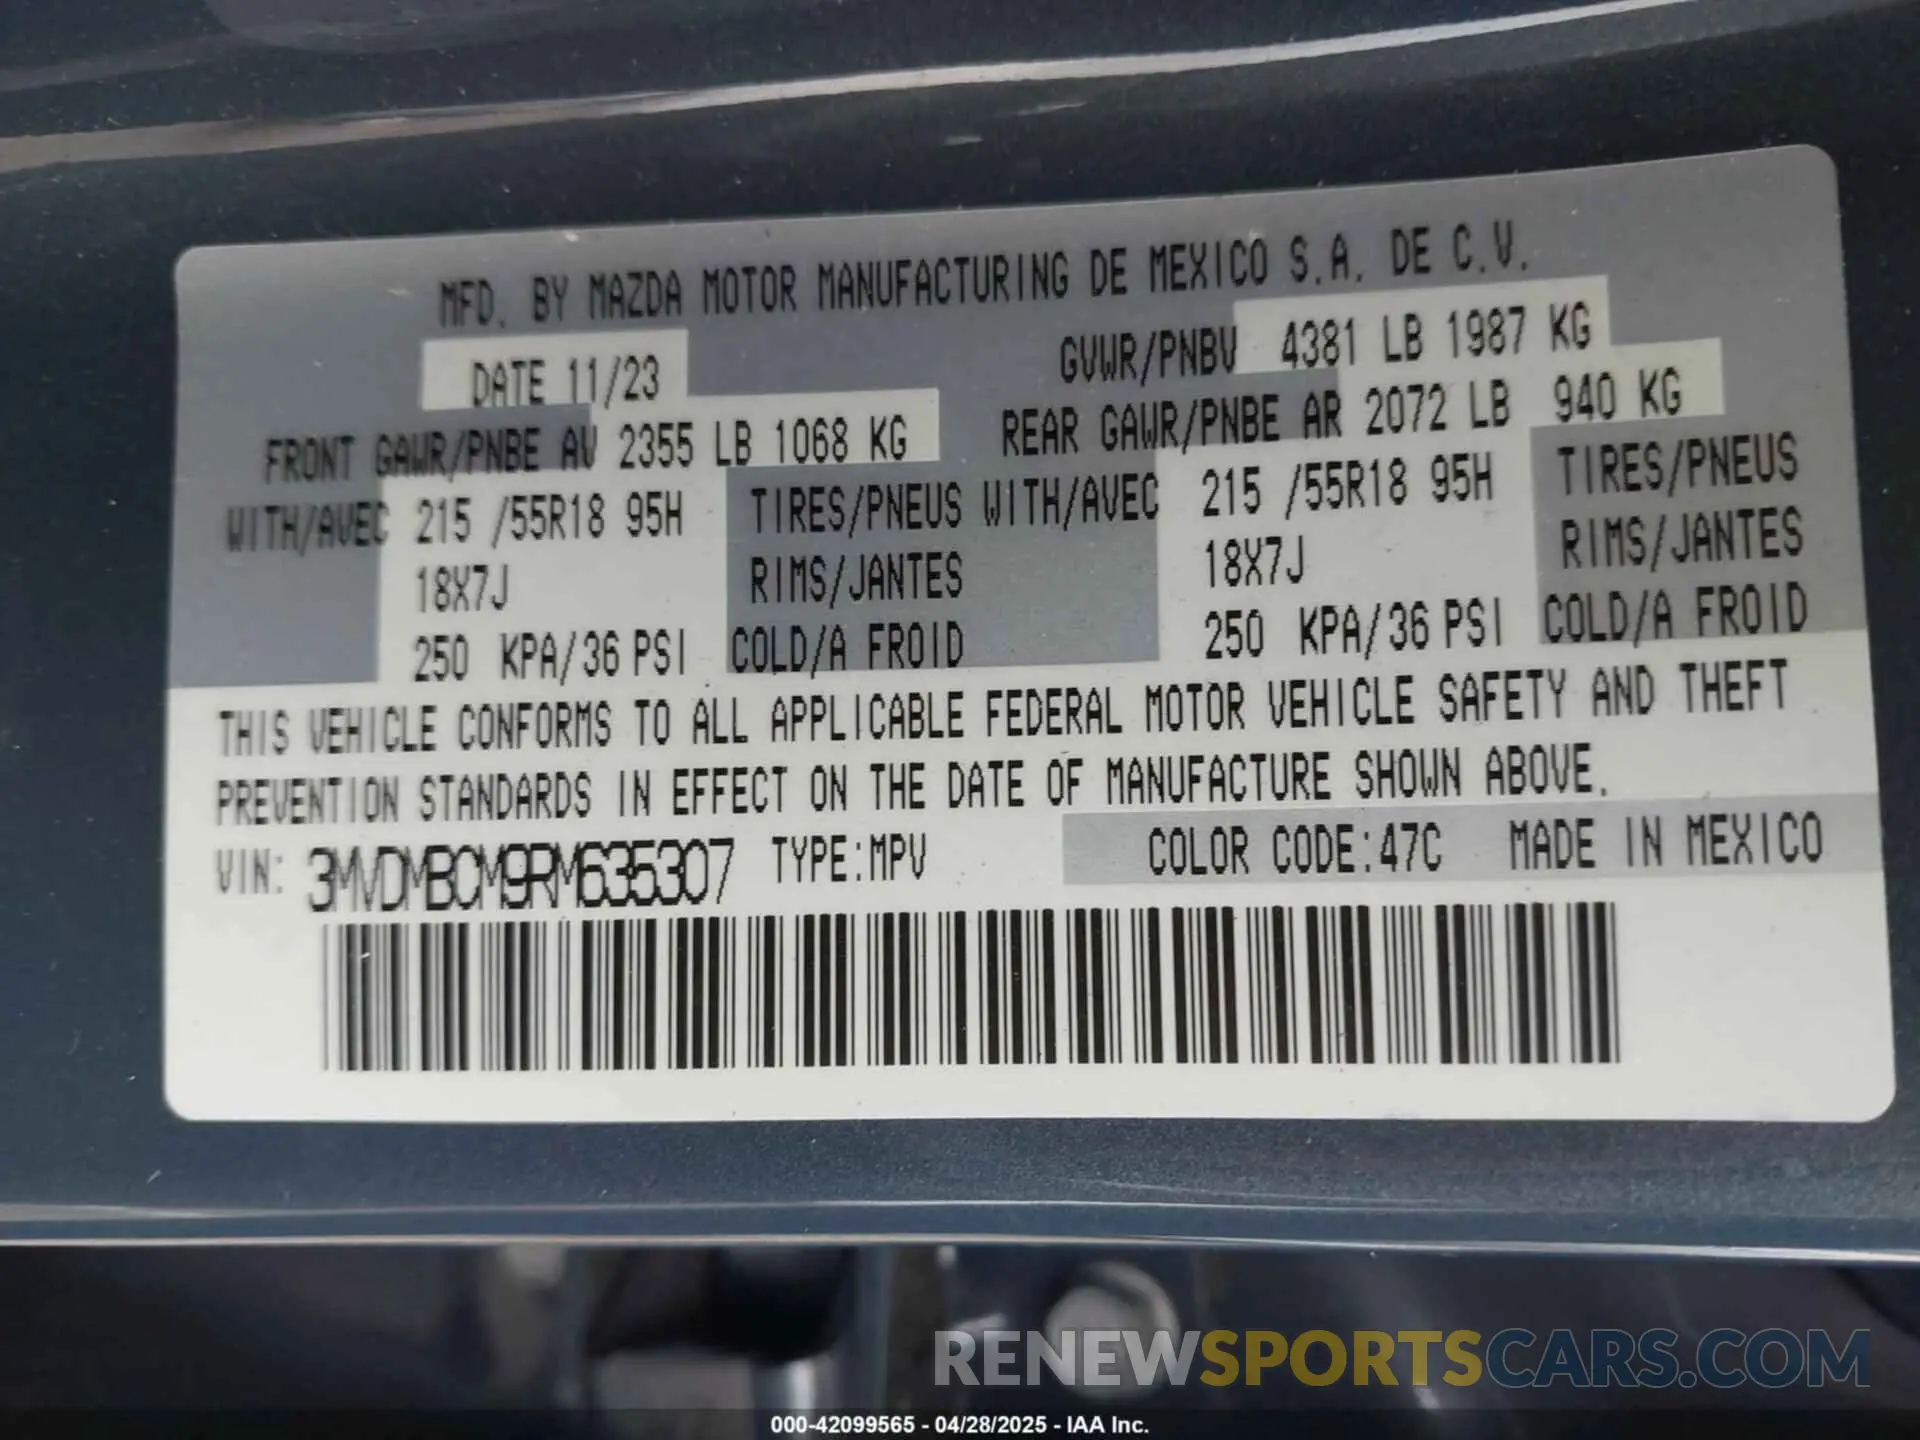 MFD. BY MAZDA MOTOR MANUFACTURING DE MEXICO S.A. DE C.V.
DATE 11/23 GVWR/PNBV 4381 LB 1987 KG
FRONT GAWR/PNBE AV 2355 LB 1068 KG REAR GAWR/PNBE AR 2072 LB 940 KG
WITH/AVEC 215 /55R18 95H TIRES/PNEUS WITH/AVEC 215 /55R18 95H TIRES/PNEUS
18X7J RIMS/JANTES 18X7J RIMS/JANTES
250 KPA/36 PSI COLD/A FROID 250 KPA/36 PSI COLD/A FROID
THIS VEHICLE CONFORMS TO ALL APPLICABLE FEDERAL MOTOR VEHICLE SAFETY AND THEFT
PREVENTION STANDARDS IN EFFECT ON THE DATE OF MANUFACTURE SHOWN ABOVE.
VIN: 3MVDMBCM9RM635307 TYPE:MPV COLOR CODE:47C MADE IN MEXICO
RENEWSPORTSCARS.COM
000-42099565 - 04/28/2025 - IAA Inc.